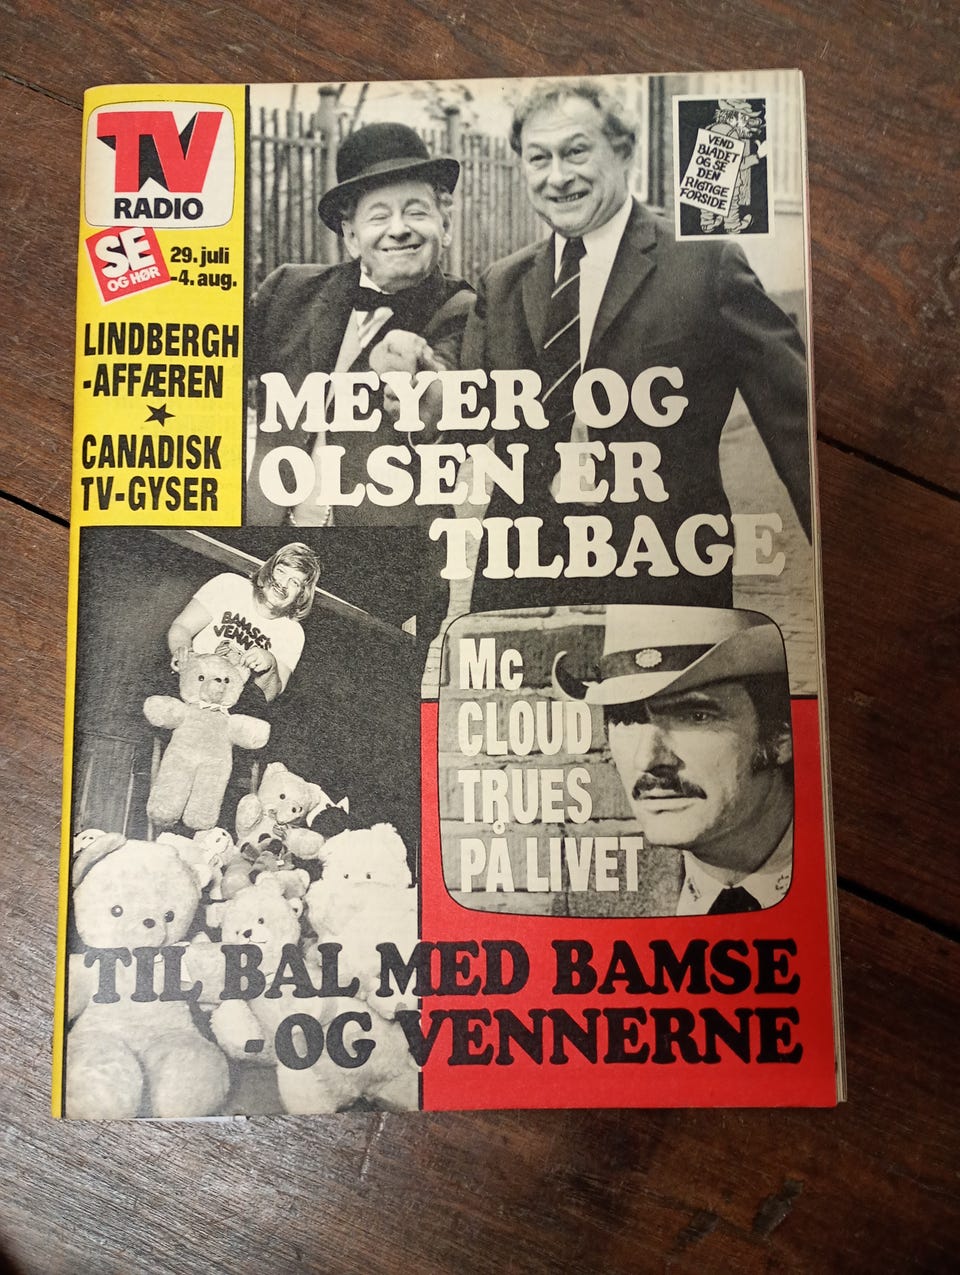 TV
RADIO
SE
OG HØR
29. juli
-4. aug.
LINDBERGH
-AFFÆREN
CANADISK
TV-GYSER
VEND
BLADET
OG SE
DEN
RIGTIGE
FORSIDE
MEYER OG
OLSEN ER
TILBAGE
BAMSES
VENN
Mc
CLOUD
TRUES
PÅ LIVET
TIL BAL MED BAMSE
-OG VENNERNE